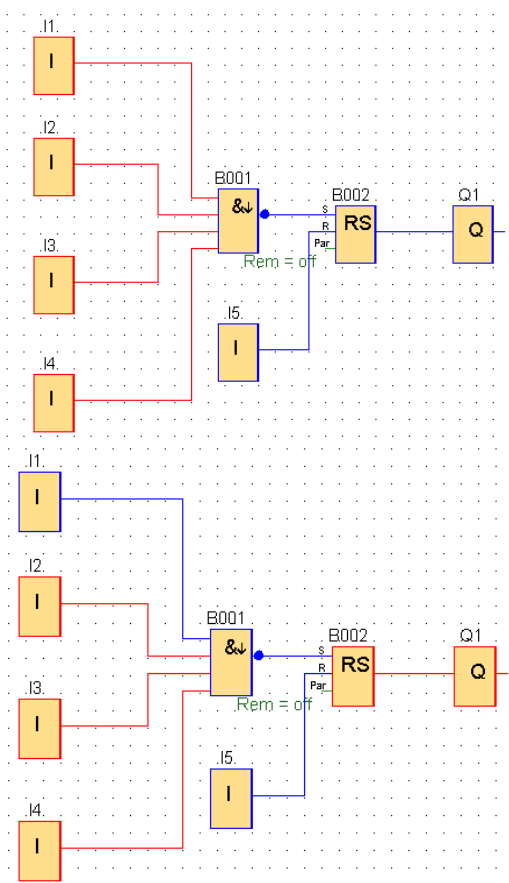 I1.
I
I2.
I
B001
&↓
B002
S
R
Par
RS
Q1
Q
I3.
I
Rem = off
I5.
I
I4.
I
I1.
I
I2.
I
B001
&↓
B002
S
R
Par
RS
Q1
Q
I3.
I
Rem = off
I5.
I
I4.
I